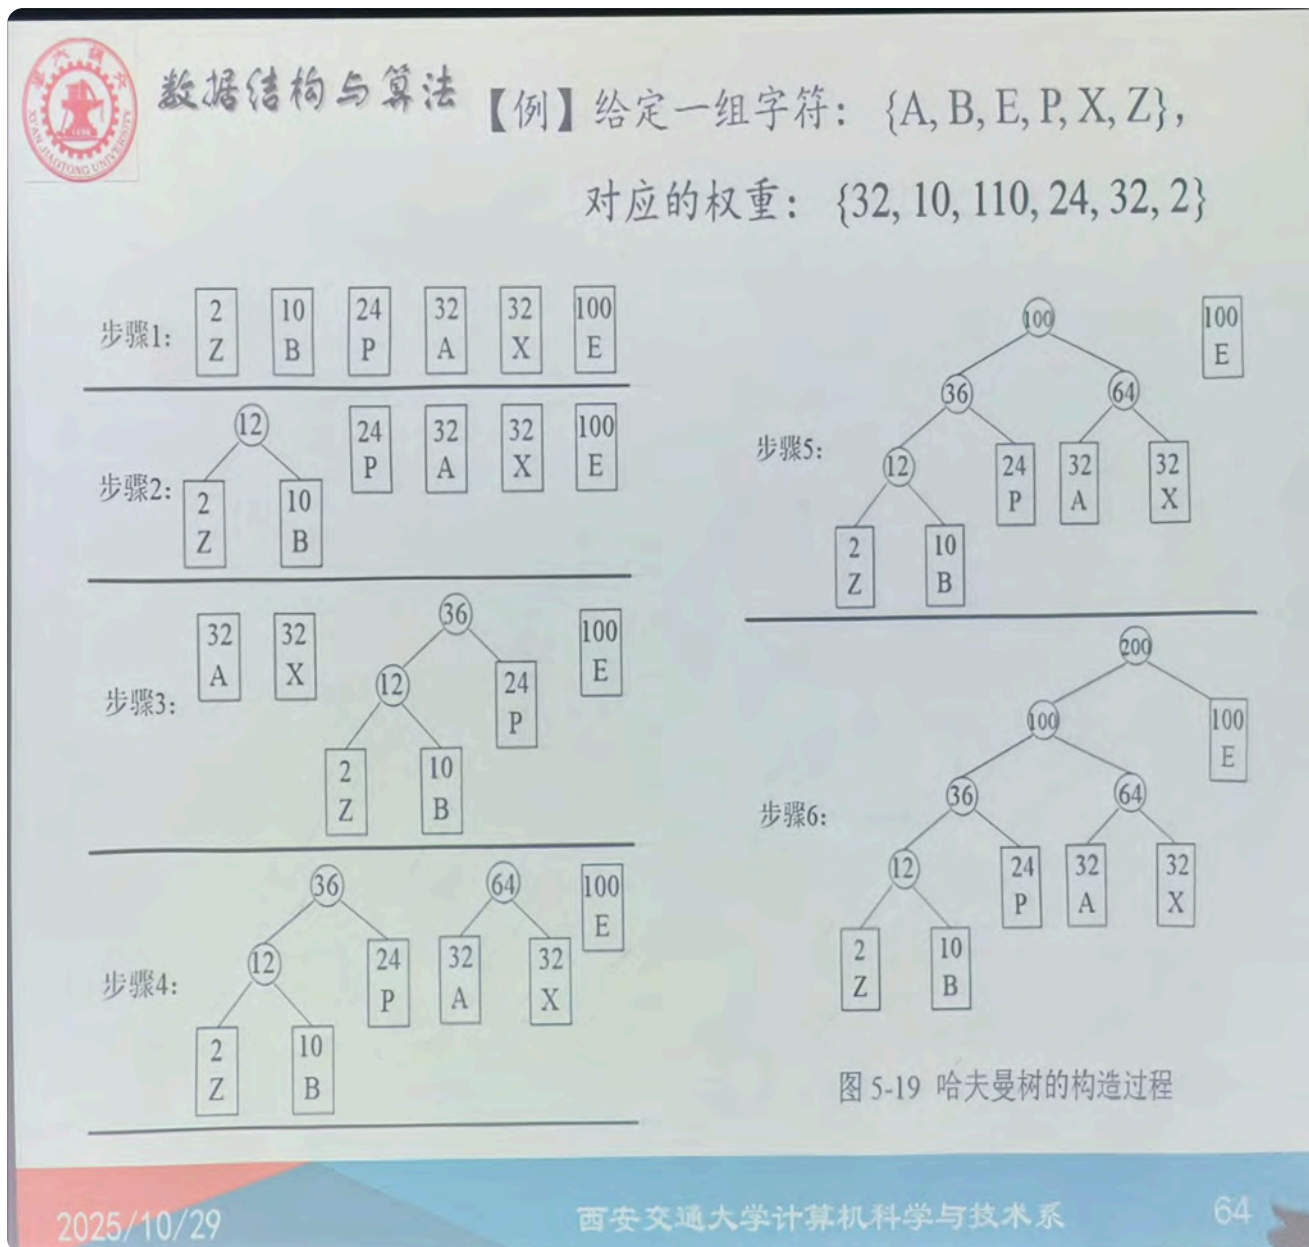 数据结构与算法
【例】给定一组字符： {A, B, E, P, X, Z}，
对应的权重： {32, 10, 110, 24, 32, 2}
XI'AN JIAOTONG UNIVERSITY
步骤1：
2 10 24 32 32 100
Z B P A X E
步骤2：
12
24 32 32 100
P A X E
2 10
Z B
步骤3：
36
32 32 100
A X E
12 24
P
2 10
Z B
步骤4：
36 64 100
E
12 24 32 32
P A X
2 10
Z B
步骤5：
100 100
E
36 64
12 24 32 32
P A X
2 10
Z B
步骤6：
200
100 100
E
36 64
12 24 32 32
P A X
2 10
Z B
图 5-19 哈夫曼树的构造过程
2025/10/29
西安交通大学计算机科学与技术系
64